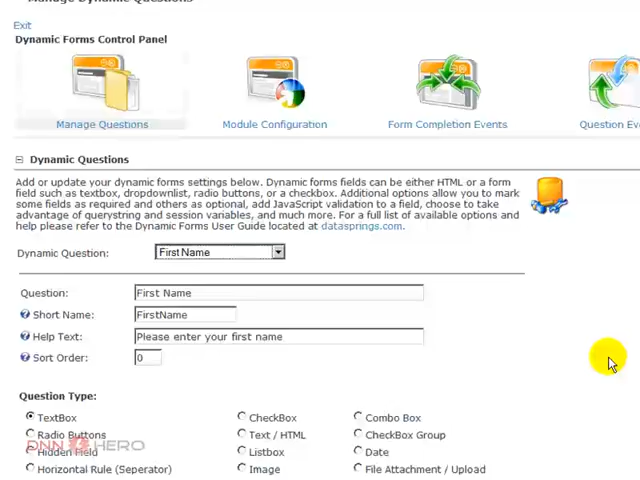 Manage Dynamic Questions
Exit
Dynamic Forms Control Panel
Manage Questions
Module Configuration
Form Completion Events
Question Eve
Dynamic Questions
Add or update your dynamic forms settings below. Dynamic forms fields can be either HTML or a form
field such as textbox, dropdownlist, radio buttons, or a checkbox. Additional options allow you to mark
some fields as required and others as optional, add JavaScript validation to a field, choose to take
advantage of querystring and session variables, and much more. For a full list of available options and
help please refer to the Dynamic Forms User Guide located at datasprings.com.
Dynamic Question: FirstName
Question: First Name
Short Name: FirstName
Help Text: Please enter your first name
Sort Order: 0
Question Type:
TextBox CheckBox Combo Box
Radio Buttons Text / HTML CheckBox Group
DNN HERO
Hidden Field Listbox Date
Horizontal Rule (Seperator) Image File Attachment / Upload